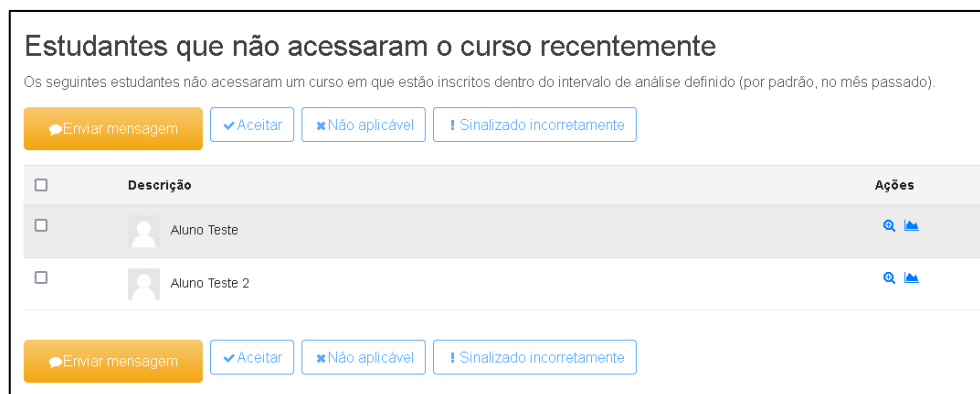 Estudantes que não acessaram o curso recentemente
Os seguintes estudantes não acessaram um curso em que estão inscritos dentro do intervalo de análise definido (por padrão, no mês passado).
Enviar mensagem Aceitar Não aplicável Sinalizado incorretamente
Descrição Ações
Aluno Teste
Aluno Teste 2
Enviar mensagem Aceitar Não aplicável Sinalizado incorretamente